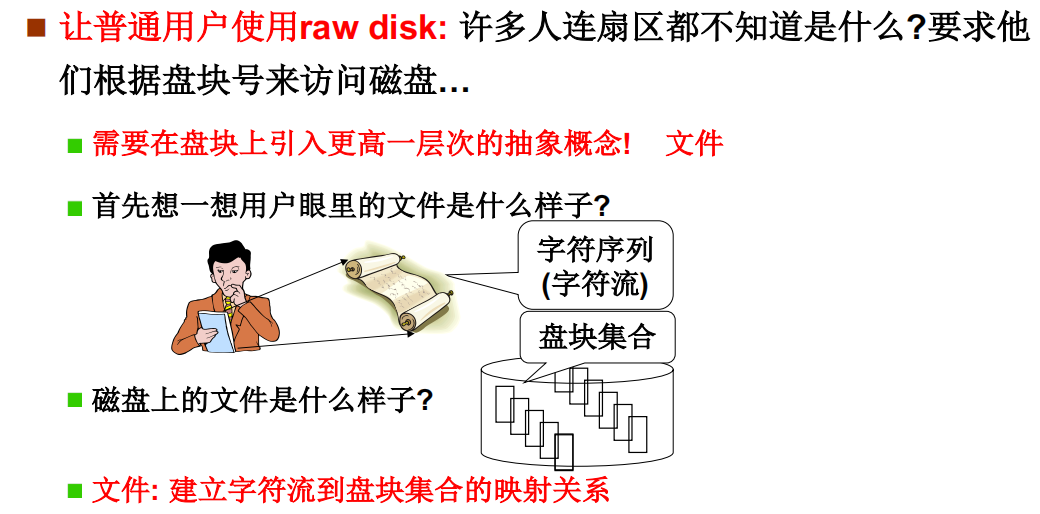 让普通用户使用raw disk: 许多人连扇区都不知道是什么?要求他
们根据盘块号来访问磁盘…
需要在盘块上引入更高一层次的抽象概念! 文件
首先想一想用户眼里的文件是什么样子?
字符序列
(字符流)
盘块集合
磁盘上的文件是什么样子?
文件: 建立字符流到盘块集合的映射关系